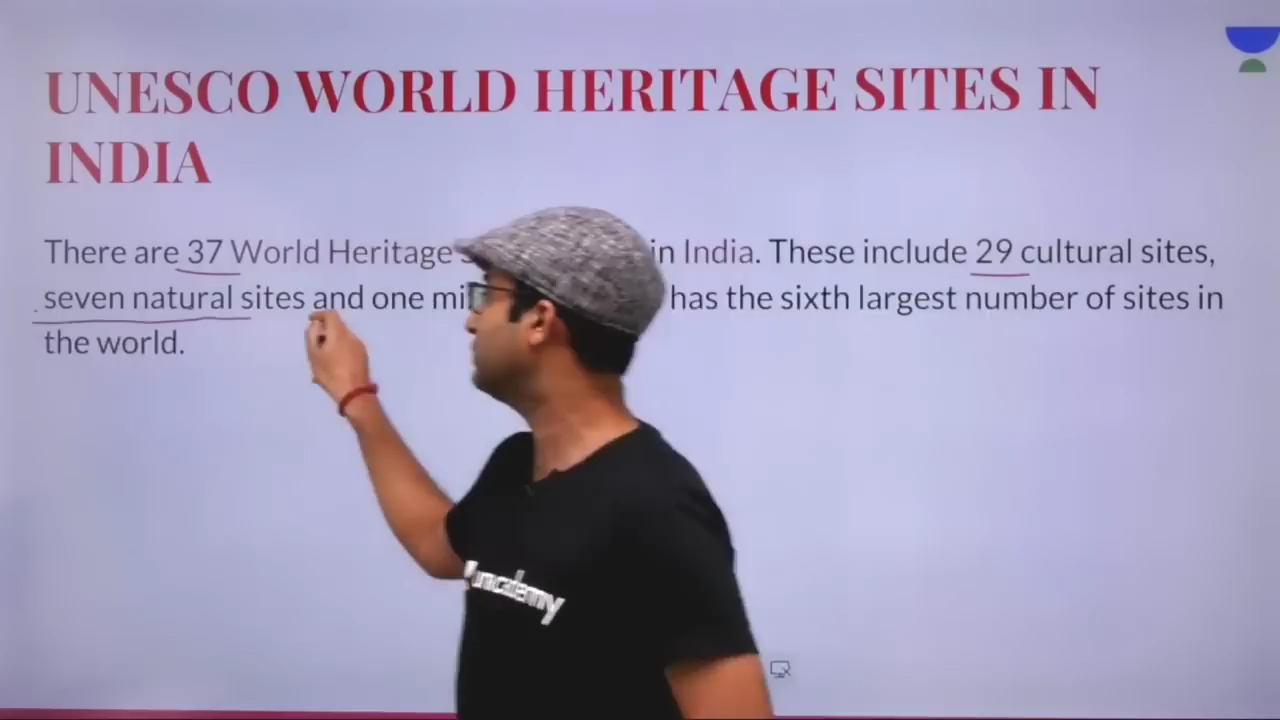 UNESCO WORLD HERITAGE SITES IN
INDIA
There are 37 World Heritage in India. These include 29 cultural sites,
seven natural sites and one has the sixth largest number of sites in
the world.
unacademy